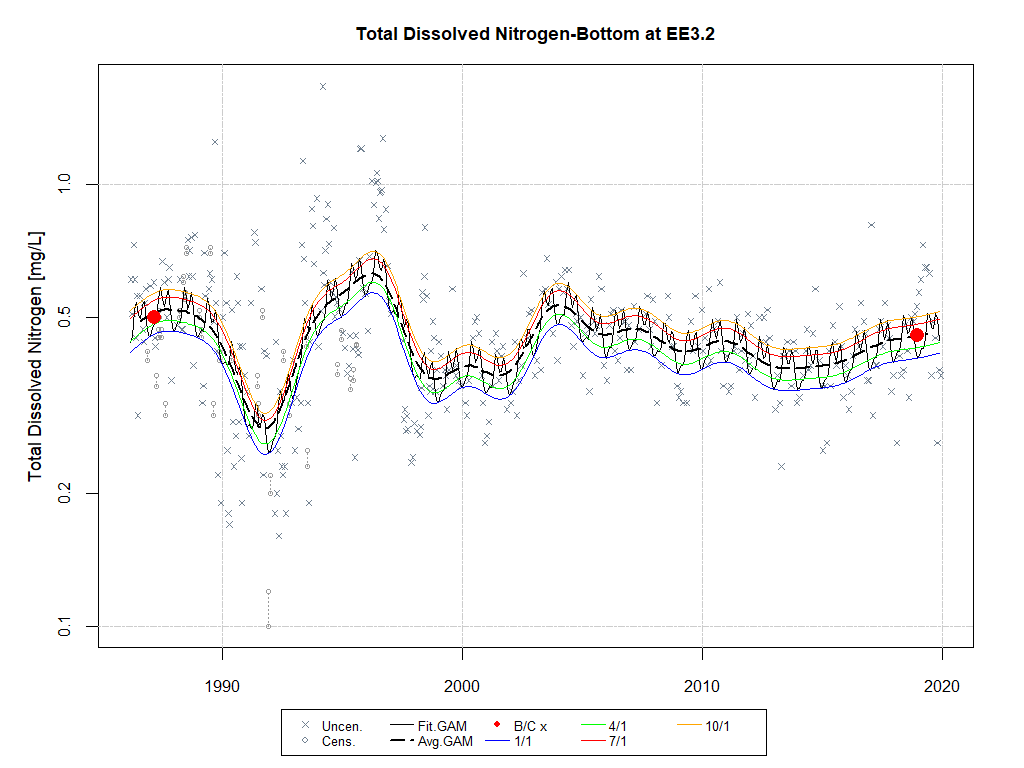 Total Dissolved Nitrogen-Bottom at EE3.2
Total Dissolved Nitrogen [mg/L]
1.0
0.5
0.2
0.1
1990 2000 2010 2020
Uncen. Fit.GAM B/C x 4/1 10/1
Cens. Avg.GAM 1/1 7/1